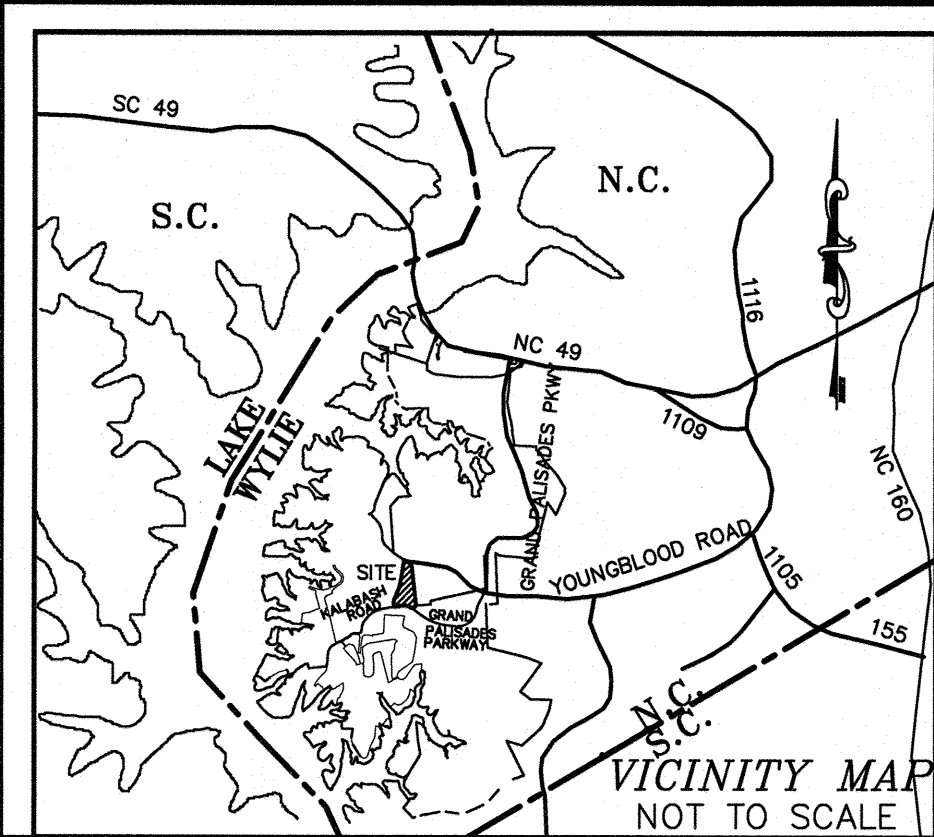 SC 49
S.C.
N.C.
1116
NC 49
GRAND PALISADES PKWY
1109
NC 160
LAKE
WYLIE
YOUNGBLOOD ROAD
1105
155
SITE
KALABASH
ROAD
GRAND
PALISADES
PARKWAY
N.C.
S.C.
VICINITY MAP
NOT TO SCALE